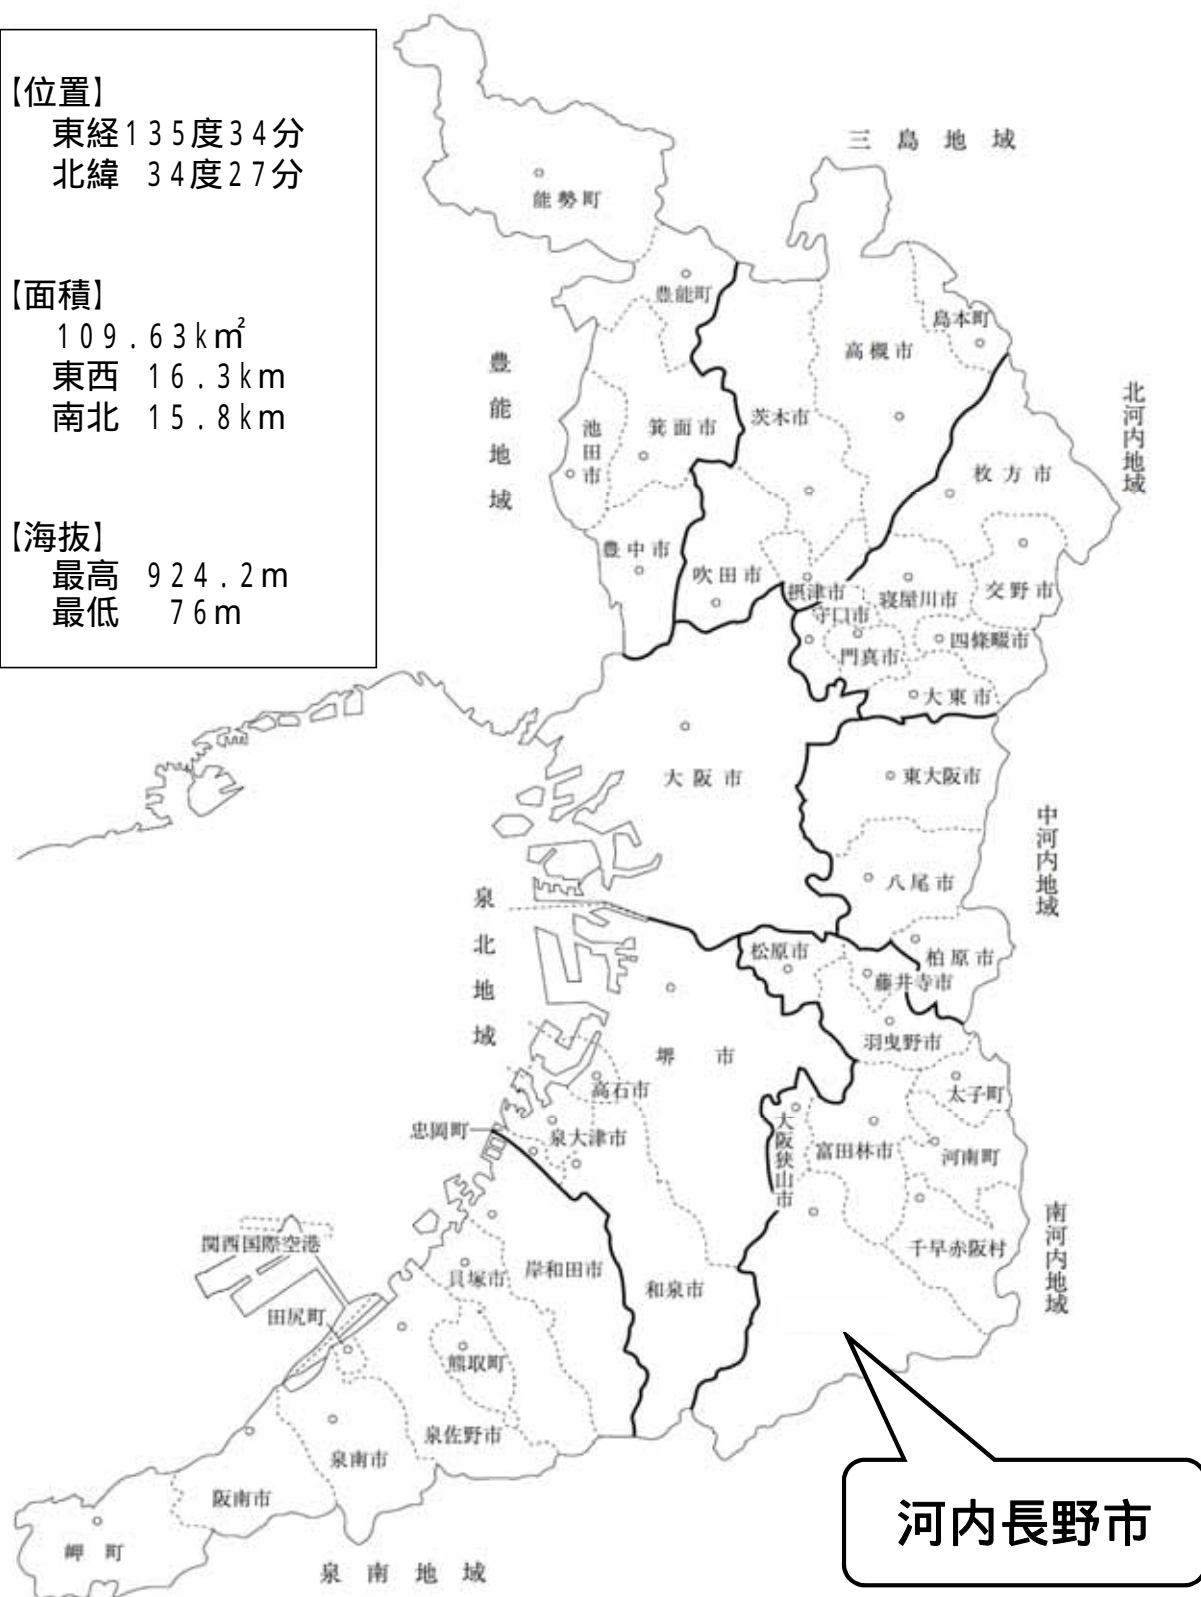 【位置】
東経135度34分
北緯 34度27分
【面積】
109.63k㎡
東西 16.3km
南北 15.8km
【海抜】
最高 924.2m
最低 76m
三島地域
能勢町
豊能町
島本町
高槻市
豊能地域
北河内地域
池田市
箕面市
茨木市
枚方市
豊中市
吹田市
摂津市
寝屋川市
交野市
守口市
門真市
四條畷市
大東市
大阪市
東大阪市
中河内地域
八尾市
泉北地域
松原市
柏原市
藤井寺市
羽曳野市
堺市
高石市
太子町
忠岡町
泉大津市
大阪狭山市
富田林市
河南町
南河内地域
千早赤阪村
関西国際空港
貝塚市
岸和田市
和泉市
田尻町
熊取町
泉佐野市
泉南市
阪南市
岬町
泉南地域
河内長野市